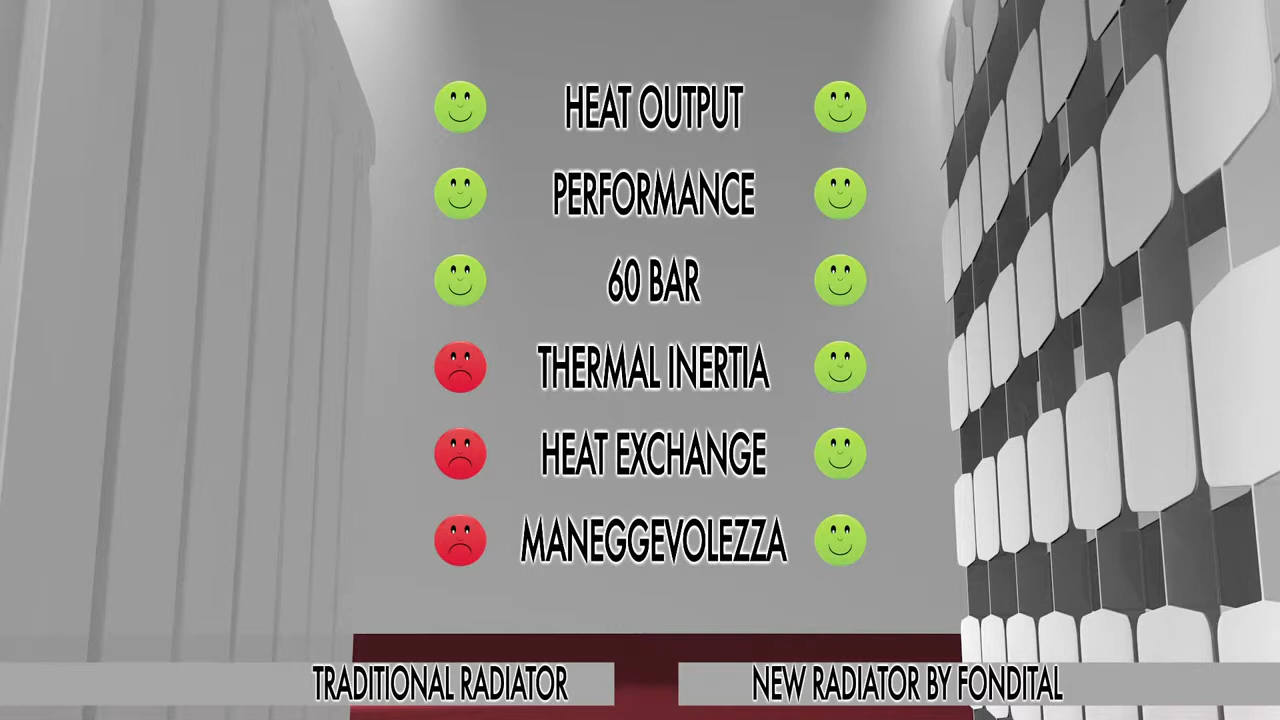 HEAT OUTPUT
PERFORMANCE
60 BAR
THERMAL INERTIA
HEAT EXCHANGE
MANEGGEVOLEZZA
TRADITIONAL RADIATOR
NEW RADIATOR BY FONDITAL